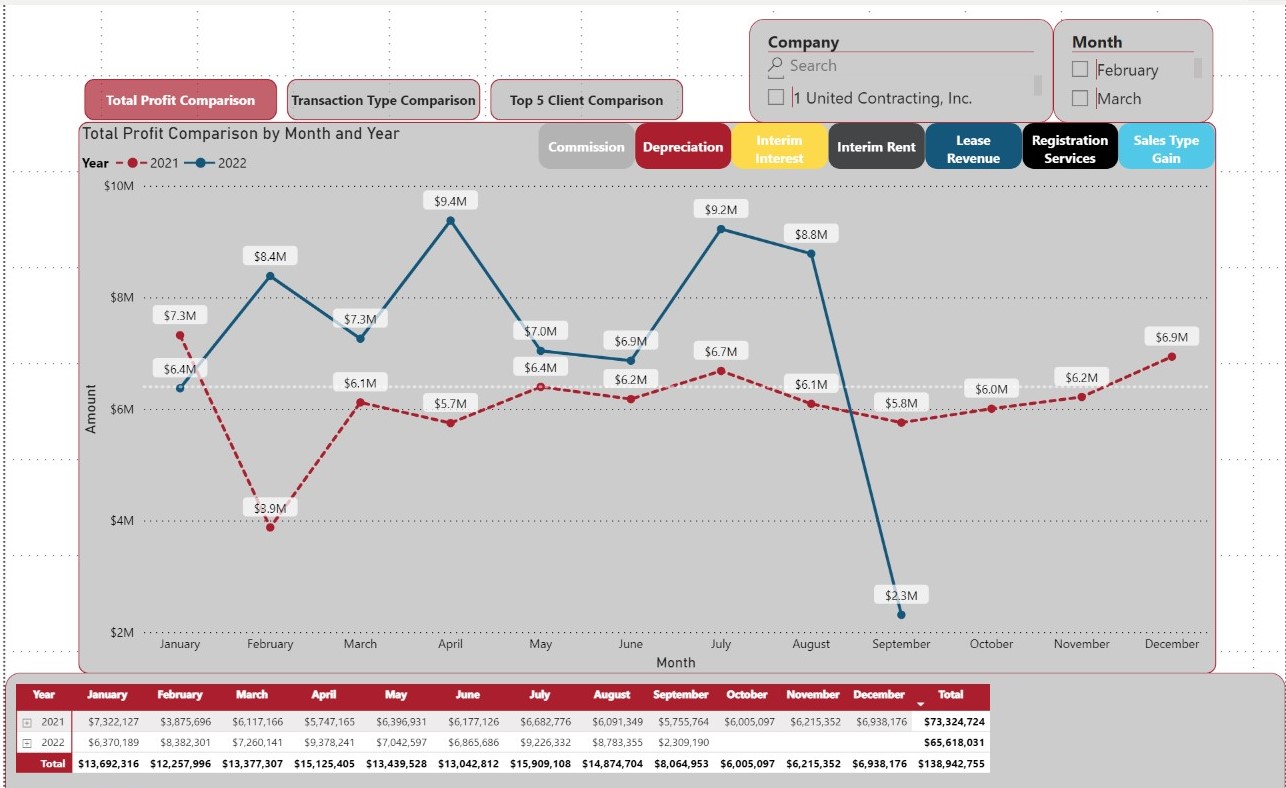 Company
Search
1 United Contracting, Inc.
Month
February
March
Total Profit Comparison
Transaction Type Comparison
Top 5 Client Comparison
Total Profit Comparison by Month and Year
Year 2021 2022
Commission
Depreciation
Interim
Interest
Interim Rent
Lease
Revenue
Registration
Services
Sales Type
Gain
Amount
$10M
$8M
$6M
$4M
$2M
$7.3M
$6.4M
$8.4M
$3.9M
$7.3M
$6.1M
$9.4M
$5.7M
$7.0M
$6.4M
$6.9M
$6.2M
$9.2M
$6.7M
$8.8M
$6.1M
$5.8M
$2.3M
$6.0M
$6.2M
$6.9M
January February March April May June July August September October November December
Month
Year January February March April May June July August September October November December Total
2021 $7,322,127 $3,875,696 $6,117,166 $5,747,165 $6,396,931 $6,177,126 $6,682,776 $6,091,349 $5,755,764 $6,005,097 $6,215,352 $6,938,176 $73,324,724
2022 $6,370,189 $8,382,301 $7,260,141 $9,378,241 $7,042,597 $6,865,686 $9,226,332 $8,783,355 $2,309,190 $65,618,031
Total $13,692,316 $12,257,996 $13,377,307 $15,125,405 $13,439,528 $13,042,812 $15,909,108 $14,874,704 $8,064,953 $6,005,097 $6,215,352 $6,938,176 $138,942,755